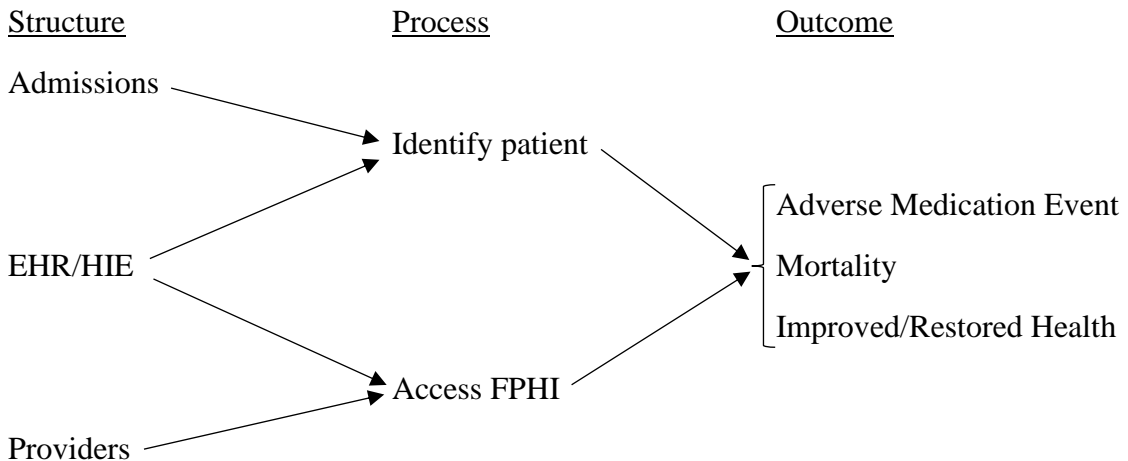 Structure Process Outcome
Admissions
Identify patient
Adverse Medication Event
EHR/HIE Mortality
Improved/Restored Health
Access FPHI
Providers